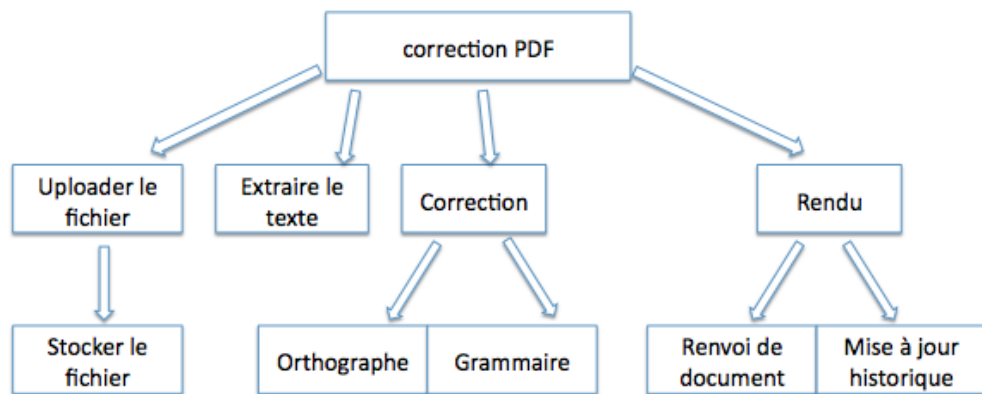 correction PDF
Uploader le
fichier
Extraire le
texte
Correction
Rendu
Stocker le
fichier
Orthographe
Grammaire
Renvoi de
document
Mise à jour
historique